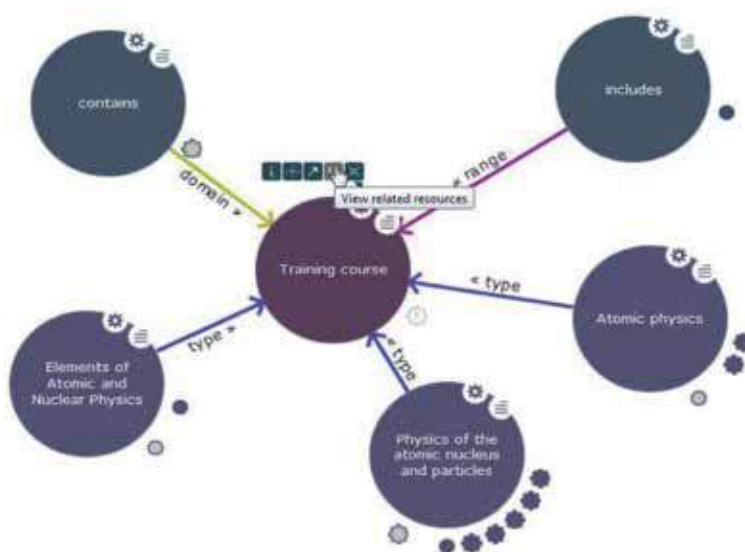 contains
includes
domain »
« range
View related resources
Training course
« type
Atomic physics
type »
Elements of
Atomic and
Nuclear Physics
« type
Physics of the
atomic nucleus
and particles